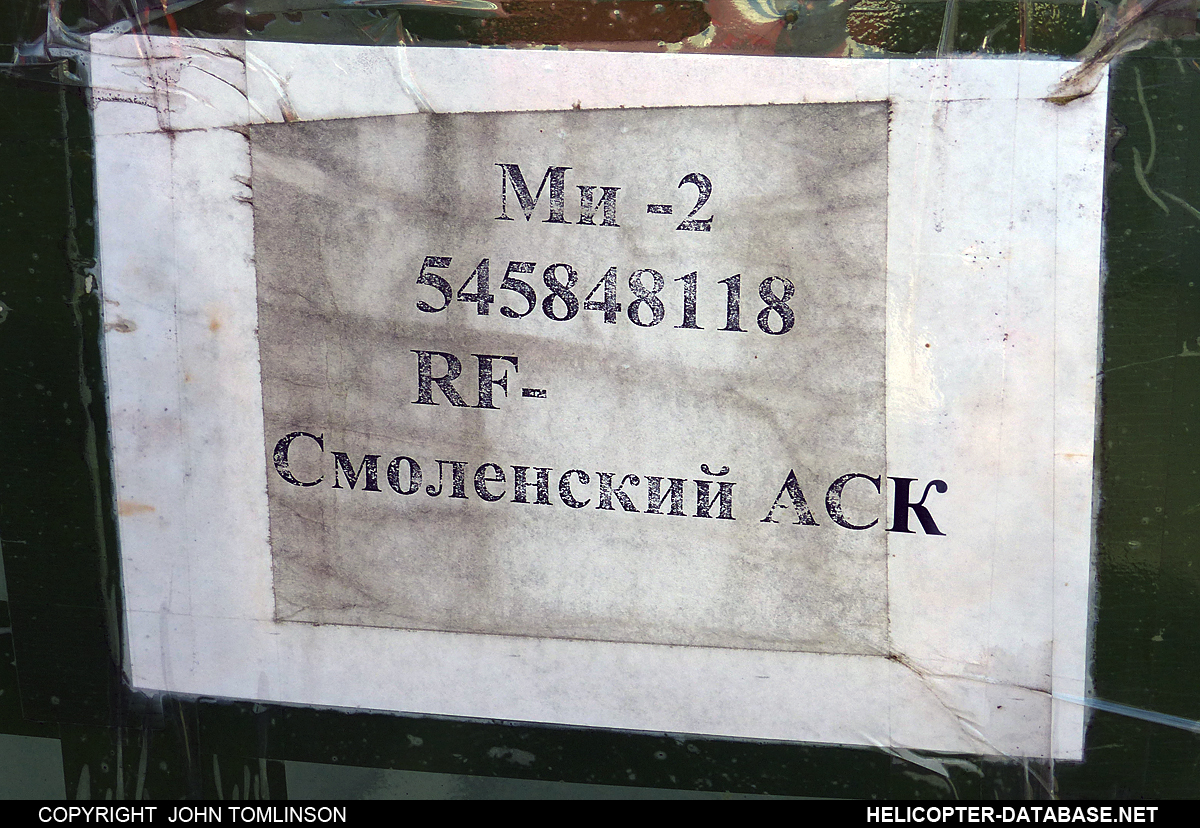 Ми -2
545848118
RF-
Смоленский АСК
COPYRIGHT JOHN TOMLINSON
HELICOPTER-DATABASE.NET